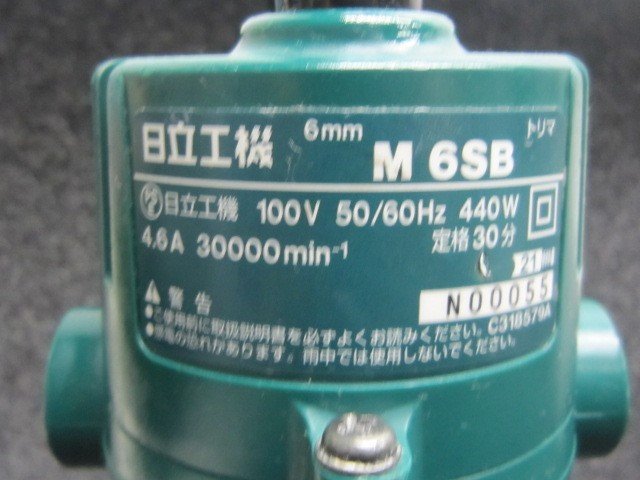 日立工機 6mm トリマ
M 6SB
日立工機 100V 50/60Hz 440W
4.6A 30000min-1 定格30分
N00055
⚠ 警告
●ご使用前に取扱説明書を必ずよくお読みください。 C31B579A
●感電の恐れがあります。雨中では使用しないでください。